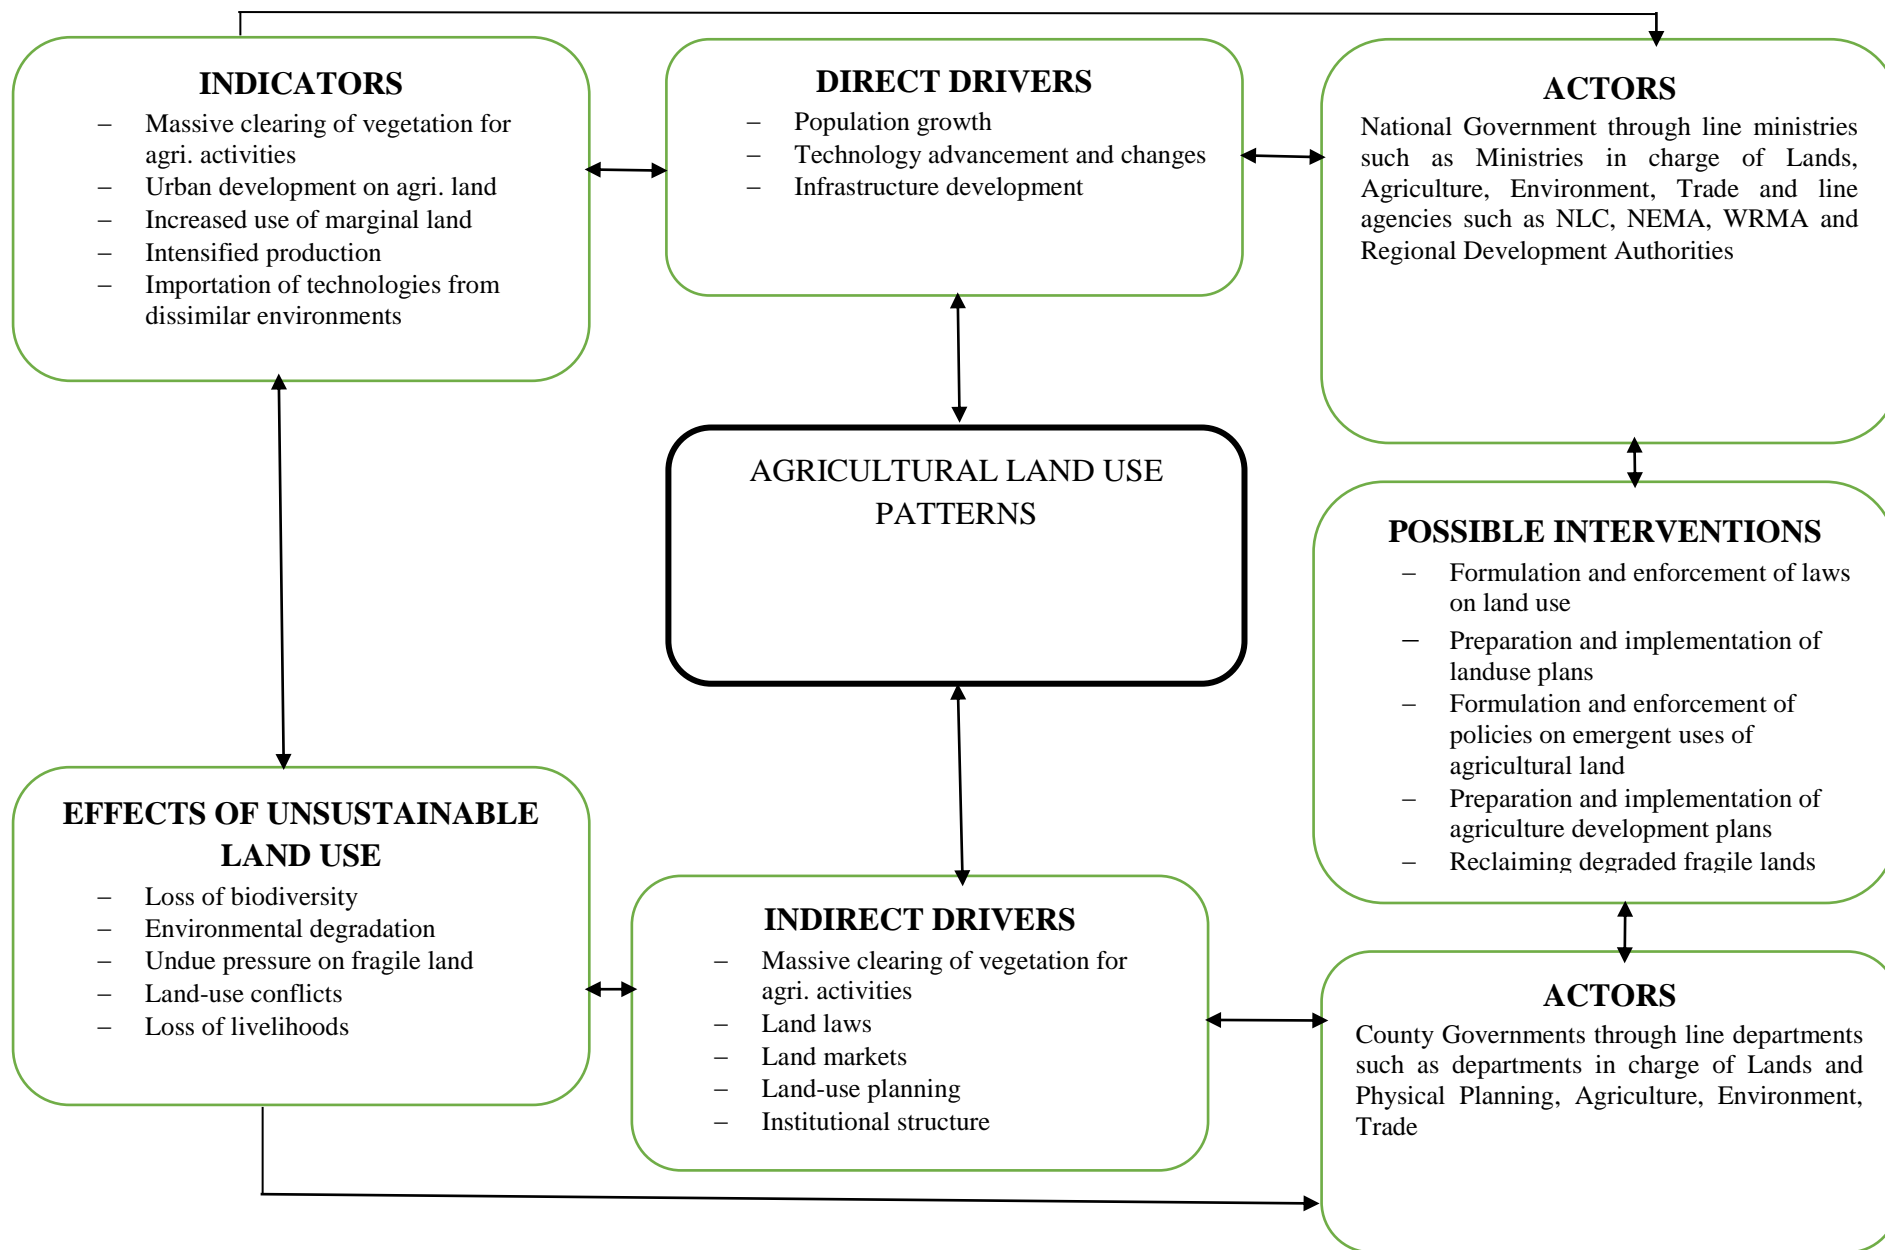 INDICATORS
– Massive clearing of vegetation for
agri. activities
– Urban development on agri. land
– Increased use of marginal land
– Intensified production
– Importation of technologies from
dissimilar environments
DIRECT DRIVERS
– Population growth
– Technology advancement and changes
– Infrastructure development
ACTORS
National Government through line ministries
such as Ministries in charge of Lands,
Agriculture, Environment, Trade and line
agencies such as NLC, NEMA, WRMA and
Regional Development Authorities
AGRICULTURAL LAND USE
PATTERNS
POSSIBLE INTERVENTIONS
– Formulation and enforcement of laws
on land use
– Preparation and implementation of
landuse plans
– Formulation and enforcement of
policies on emergent uses of
agricultural land
– Preparation and implementation of
agriculture development plans
– Reclaiming degraded fragile lands
EFFECTS OF UNSUSTAINABLE
LAND USE
– Loss of biodiversity
– Environmental degradation
– Undue pressure on fragile land
– Land-use conflicts
– Loss of livelihoods
INDIRECT DRIVERS
– Massive clearing of vegetation for
agri. activities
– Land laws
– Land markets
– Land-use planning
– Institutional structure
ACTORS
County Governments through line departments
such as departments in charge of Lands and
Physical Planning, Agriculture, Environment,
Trade